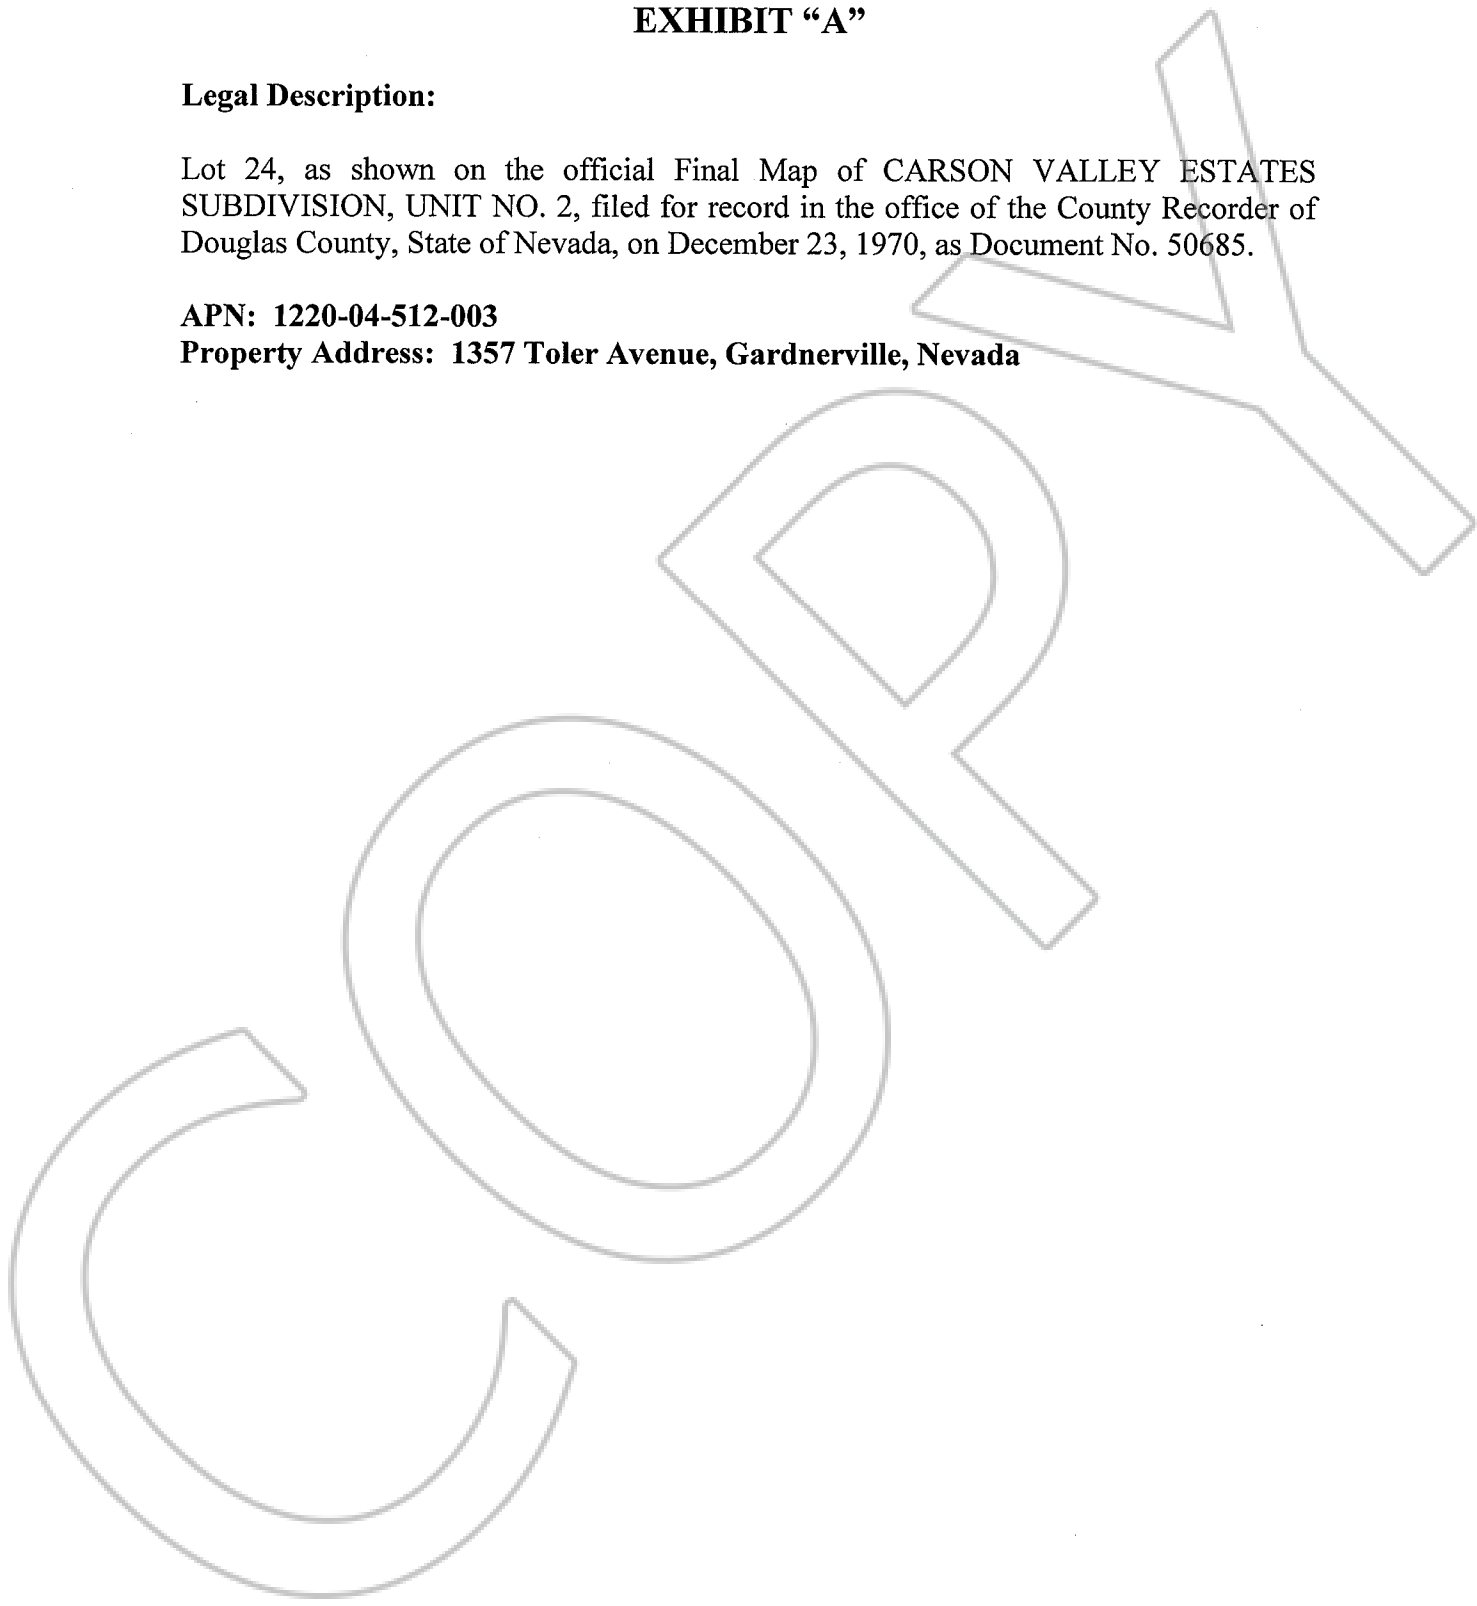 EXHIBIT “A”
Legal Description:
Lot 24, as shown on the official Final Map of CARSON VALLEY ESTATES
SUBDIVISION, UNIT NO. 2, filed for record in the office of the County Recorder of
Douglas County, State of Nevada, on December 23, 1970, as Document No. 50685.
APN: 1220-04-512-003
Property Address: 1357 Toler Avenue, Gardnerville, Nevada
COPY